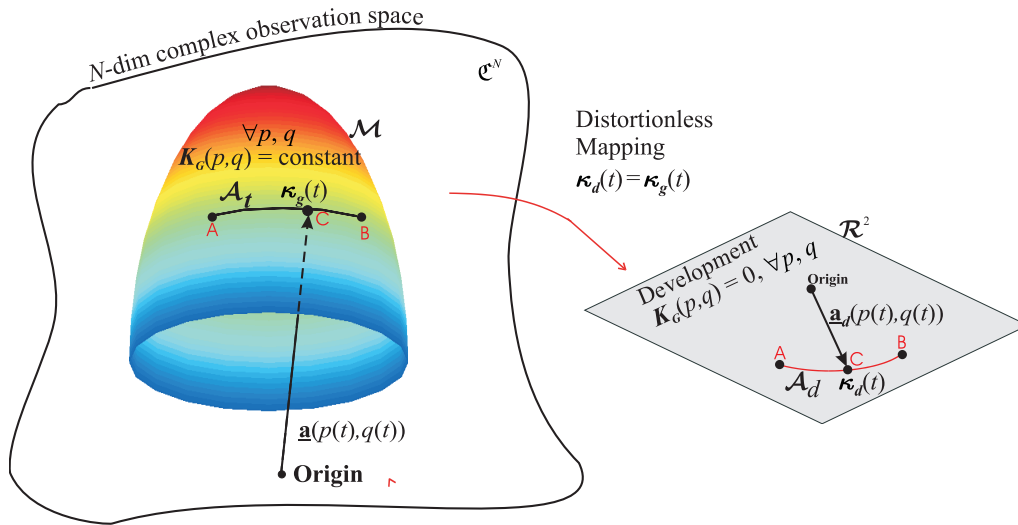 N-dim complex observation space
ℭᴺ
∀p, q
𝓜
K_G(p,q) = constant
𝓐_t
κ_g(t)
A
C
B
a(p(t),q(t))
Origin
Distortionless
Mapping
κ_d(t)=κ_g(t)
𝓡²
Development
K_G(p,q) = 0, ∀p, q
Origin
a_d(p(t),q(t))
A
C
B
𝓐_d
κ_d(t)